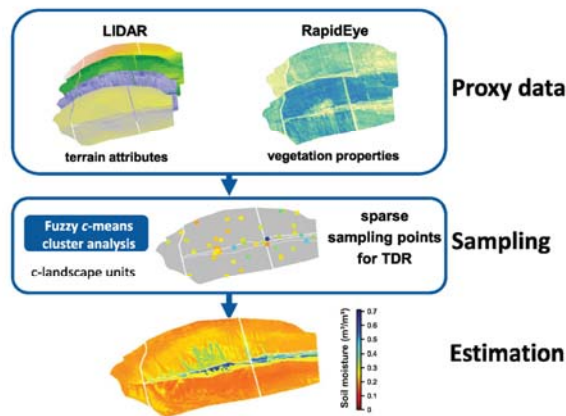 LIDAR
RapidEye
terrain attributes
vegetation properties
Proxy data
Fuzzy c-means
cluster analysis
c-landscape units
sparse
sampling points
for TDR
Sampling
Soil moisture (m³/m³)
0.7
0.6
0.5
0.4
0.3
0.2
0.1
0
Estimation